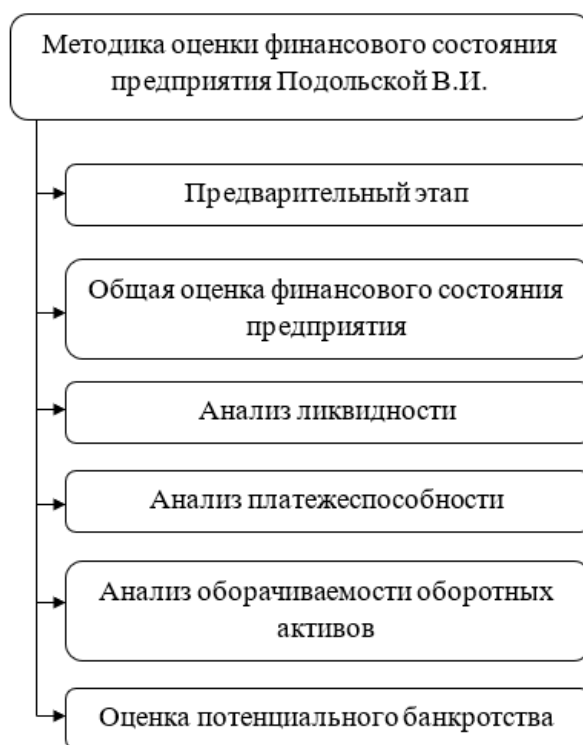 Методика оценки финансового состояния
предприятия Подольской В.И.
Предварительный этап
Общая оценка финансового состояния
предприятия
Анализ ликвидности
Анализ платежеспособности
Анализ оборачиваемости оборотных
активов
Оценка потенциального банкротства